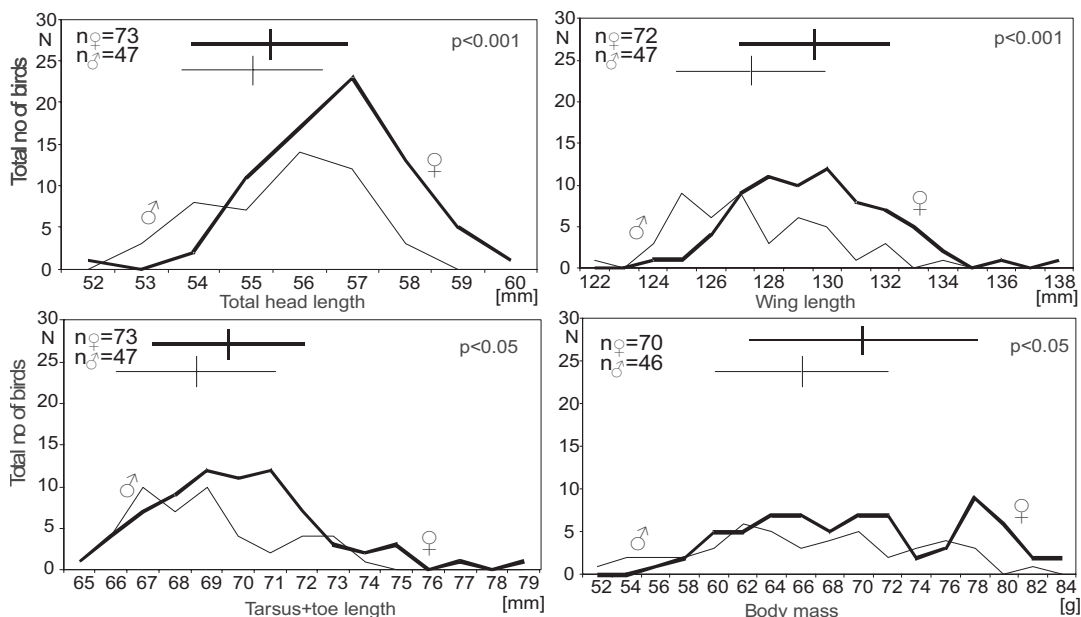 30
N
n♀=73
n♂=47
p<0.001
25
20
15
10
5
0
Total no of birds
♂
♀
52 53 54 55 56 57 58 59 60
Total head length
[mm]
30
N
n♀=72
n♂=47
p<0.001
25
20
15
10
5
0
♂
♀
122 124 126 128 130 132 134 136 138
Wing length
[mm]
30
N
n♀=73
n♂=47
p<0.05
25
20
15
10
5
0
Total no of birds
♂
♀
65 66 67 68 69 70 71 72 73 74 75 76 77 78 79
Tarsus+toe length
[mm]
30
N
n♀=70
n♂=46
p<0.05
25
20
15
10
5
0
♂
♀
52 54 56 58 60 62 64 66 68 70 72 74 76 78 80 82 84
Body mass
[g]